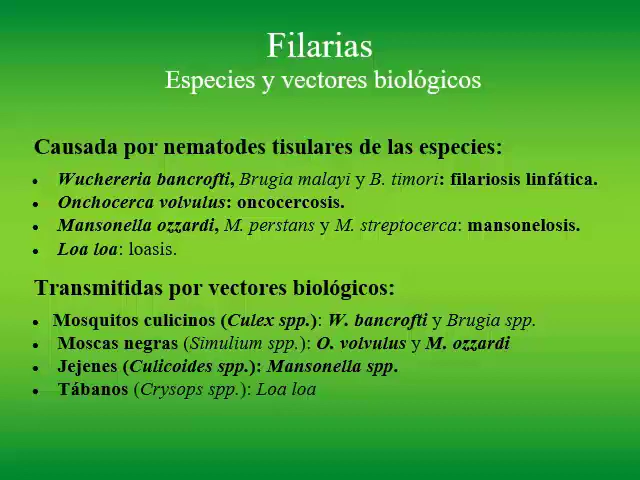 Filarias
Especies y vectores biológicos
Causada por nematodes tisulares de las especies:
• Wuchereria bancrofti, Brugia malayi y B. timori: filariosis linfática.
• Onchocerca volvulus: oncocercosis.
• Mansonella ozzardi, M. perstans y M. streptocerca: mansonelosis.
• Loa loa: loasis.
Transmitidas por vectores biológicos:
• Mosquitos culicinos (Culex spp.): W. bancrofti y Brugia spp.
• Moscas negras (Simulium spp.): O. volvulus y M. ozzardi
• Jejenes (Culicoides spp.): Mansonella spp.
• Tábanos (Crysops spp.): Loa loa